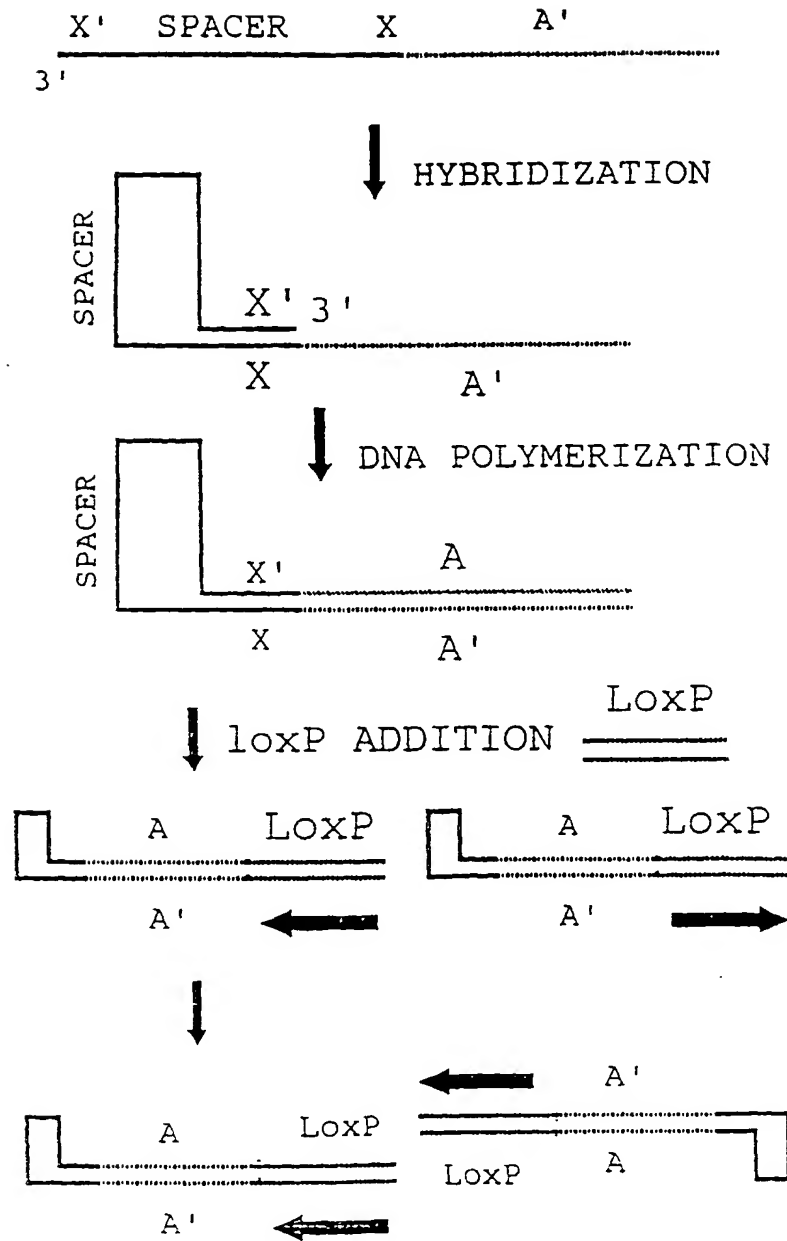 X' SPACER X A'
3'
HYBRIDIZATION
SPACER
X' 3'
X A'
DNA POLYMERIZATION
SPACER
X' A
X A'
LoxP
loxP ADDITION
A LoxP A LoxP
A' A'
A'
A LoxP
LoxP A
A'